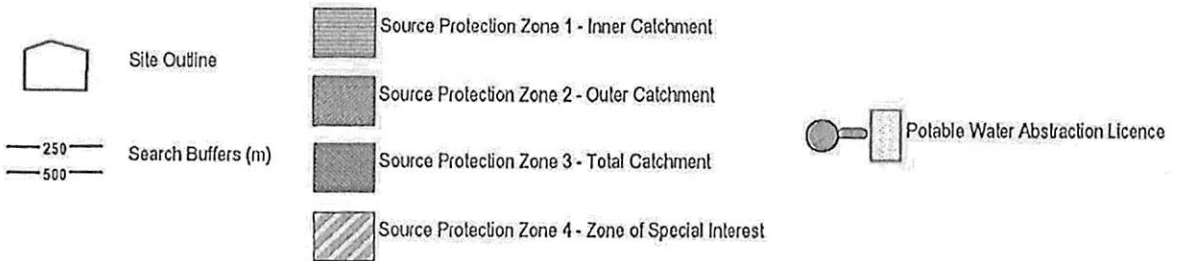 Site Outline
250
500
Search Buffers (m)
Source Protection Zone 1 - Inner Catchment
Source Protection Zone 2 - Outer Catchment
Source Protection Zone 3 - Total Catchment
Source Protection Zone 4 - Zone of Special Interest
Potable Water Abstraction Licence